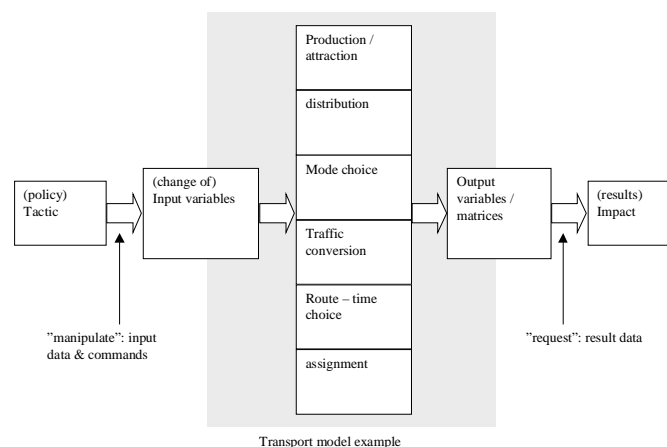 Production /
attraction
distribution
Mode choice
Traffic
conversion
Route – time
choice
assignment
(policy)
Tactic
(change of)
Input variables
Output
variables /
matrices
(results)
Impact
”manipulate”: input
data & commands
”request”: result data
Transport model example